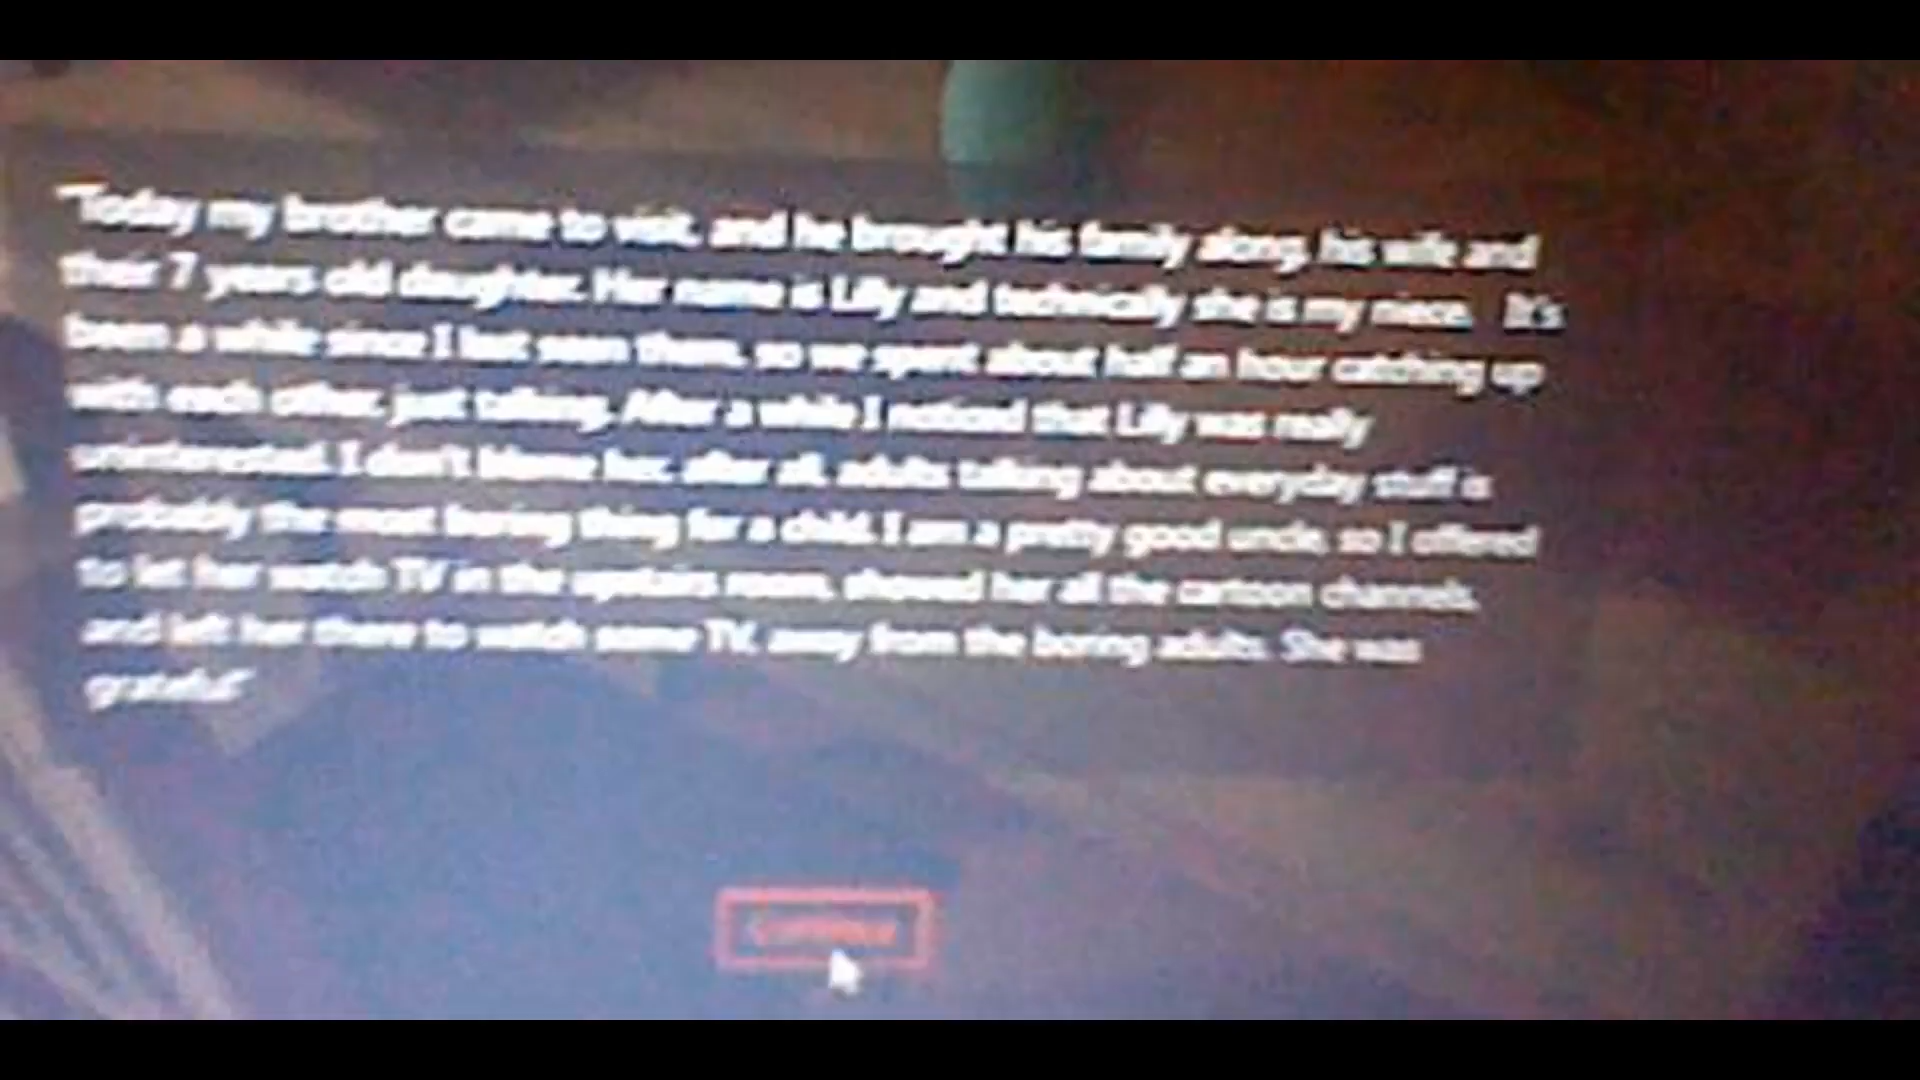 "Today my brother came to visit, and he brought his family along, his wife and
their 7 years old daughter. Her name is Lilly and technically she is my niece. It's
been a while since I last seen them, so we spent about half an hour catching up
with each other, just talking. After a while I noticed that Lilly was really
uninterested. I don't blame her, after all, adults talking about everyday stuff is
probably the most boring thing for a child. I am a pretty good uncle, so I offered
to let her watch TV in the upstairs room, showed her all the cartoon channels,
and left her there to watch some TV, away from the boring adults. She was
grateful"
Continue